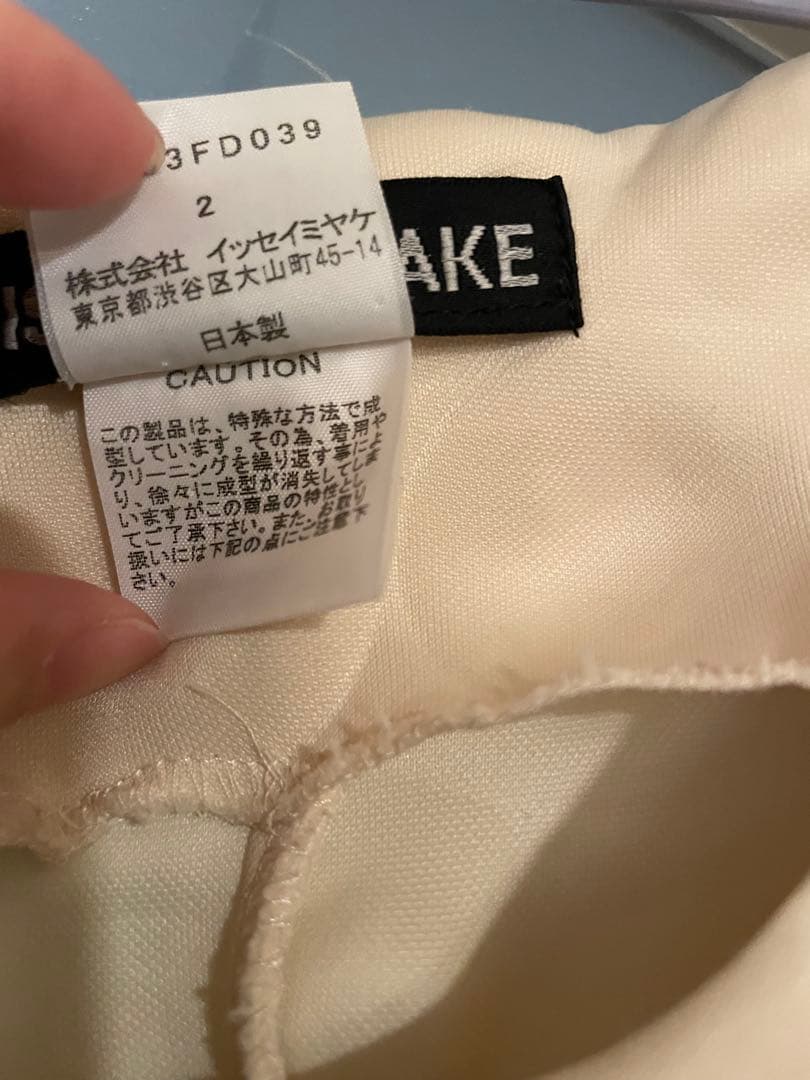 3FD039
2
株式会社 イッセイミヤケ
東京都渋谷区大山町45-14
日本製
AKE
CAUTION
この製品は、特殊な方法で成
型しています。その為、着用や
クリーニングを繰り返す事によ
り、徐々に成型が消失してしま
いますがこの商品の特性とし
てご了承下さい。また、お取り
扱いには下記の点にご注意下
さい。